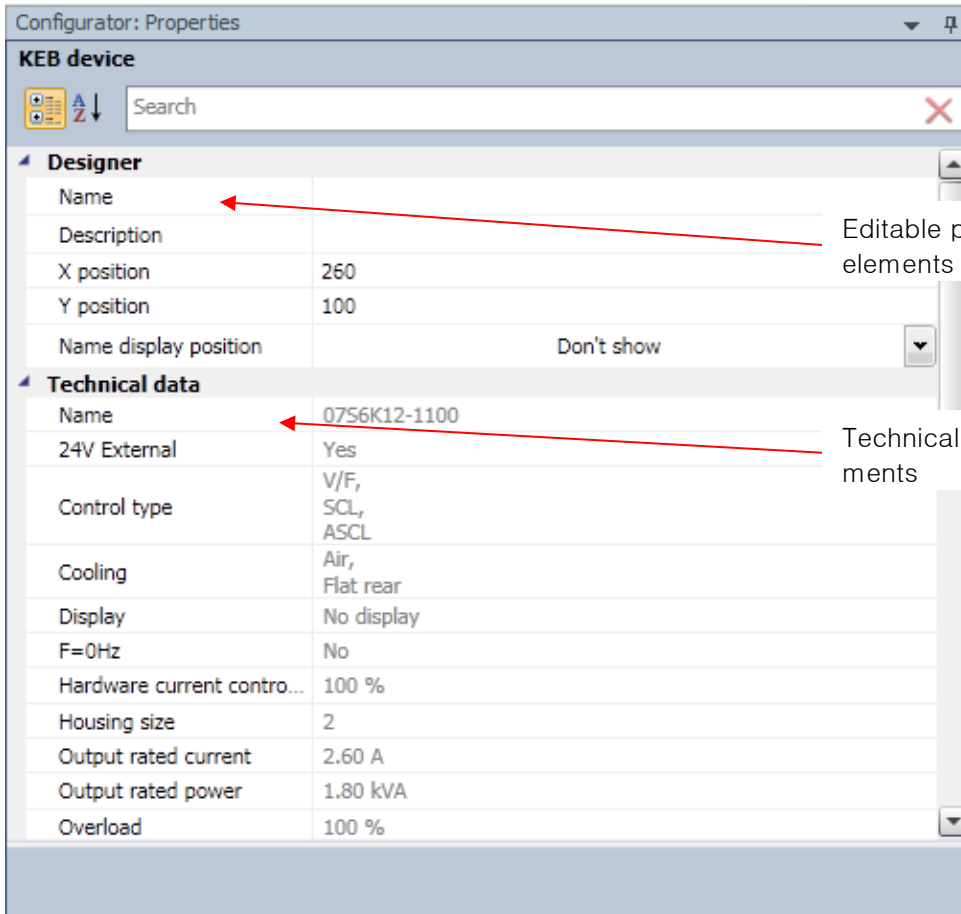 Configurator: Properties
KEB device
Search
Designer
Name
Description
X position 260
Y position 100
Name display position Don't show
Technical data
Name 07S6K12-1100
24V External Yes
Control type V/F,
SCL,
ASCL
Cooling Air,
Flat rear
Display No display
F=0Hz No
Hardware current contro... 100 %
Housing size 2
Output rated current 2.60 A
Output rated power 1.80 kVA
Overload 100 %
Editable p
elements
Technical
ments